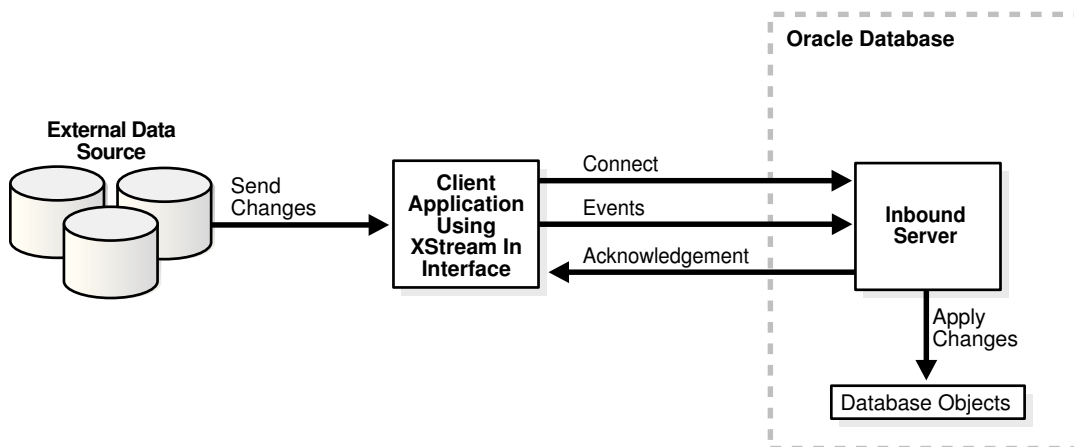 Oracle Database
External Data
Source
Send
Changes
Client
Application
Using
XStream In
Interface
Connect
Events
Acknowledgement
Inbound
Server
Apply
Changes
Database Objects